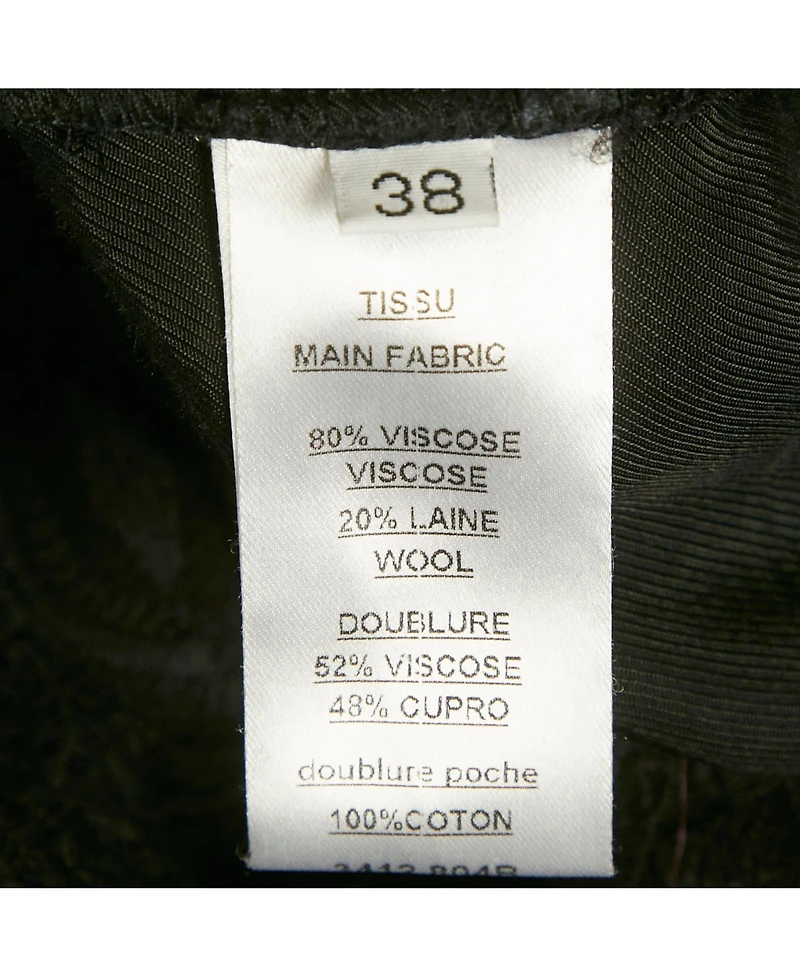 38
TISSU
MAIN FABRIC
80% VISCOSE
VISCOSE
20% LAINE
WOOL
DOUBLURE
52% VISCOSE
48% CUPRO
doublure poche
100%COTON